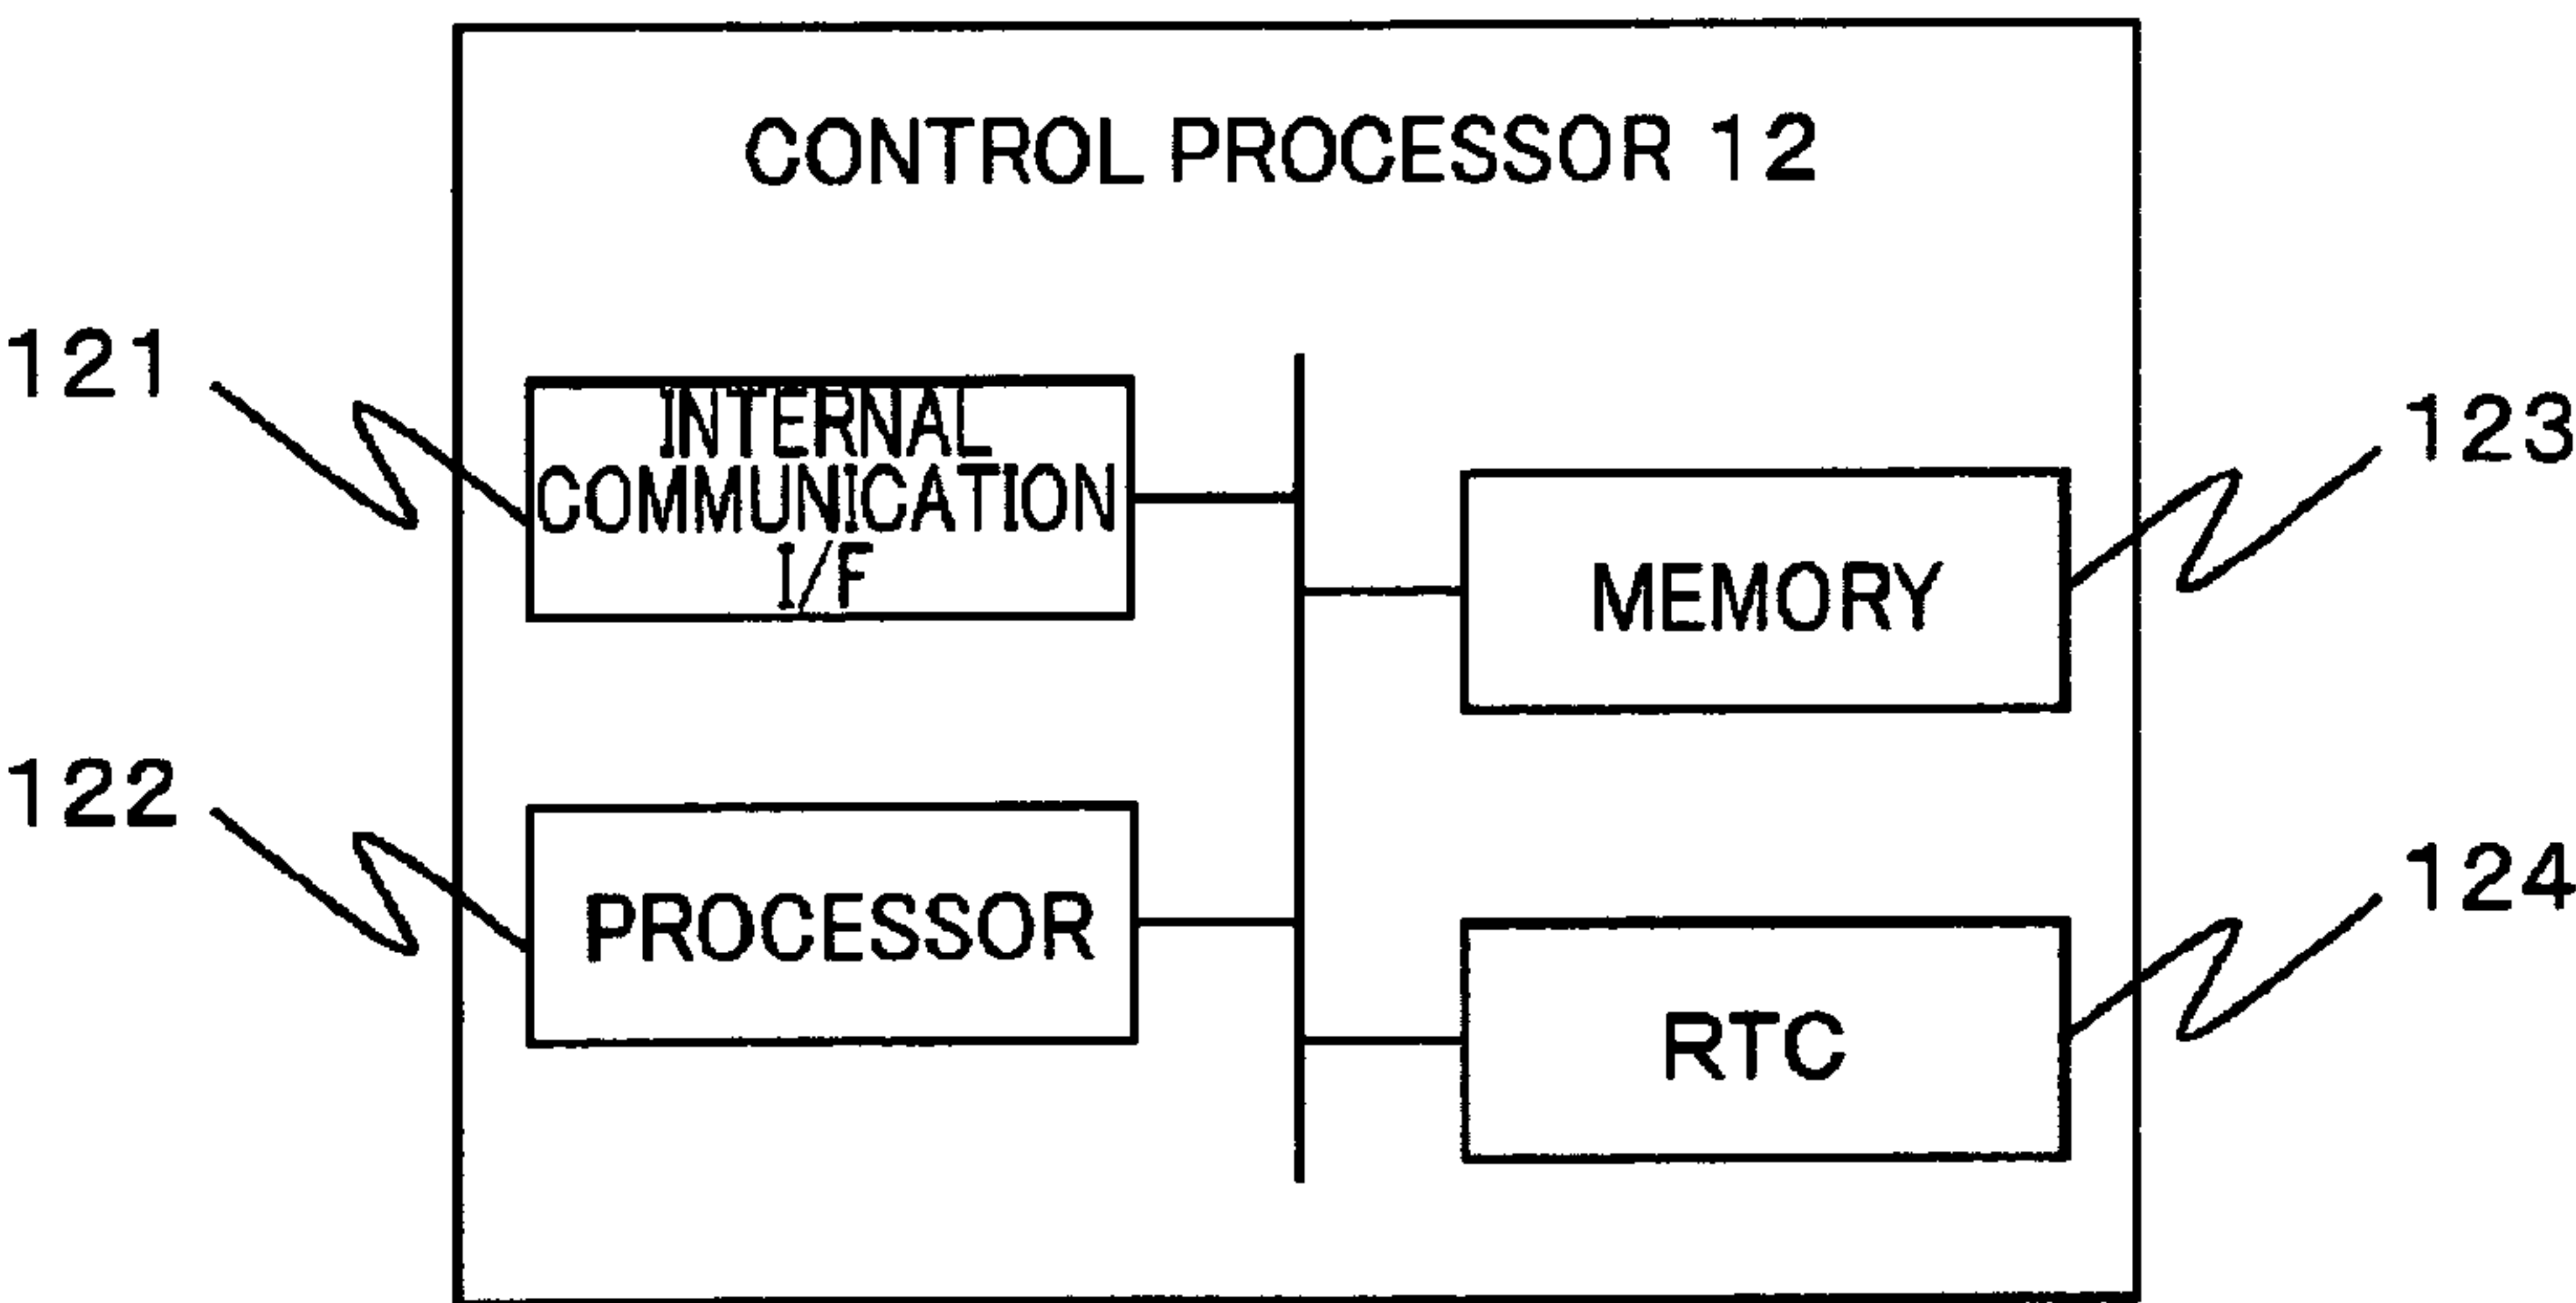 CONTROL PROCESSOR 12
121
INTERNAL
COMMUNICATION
I/F
123
MEMORY
122
PROCESSOR
124
RTC